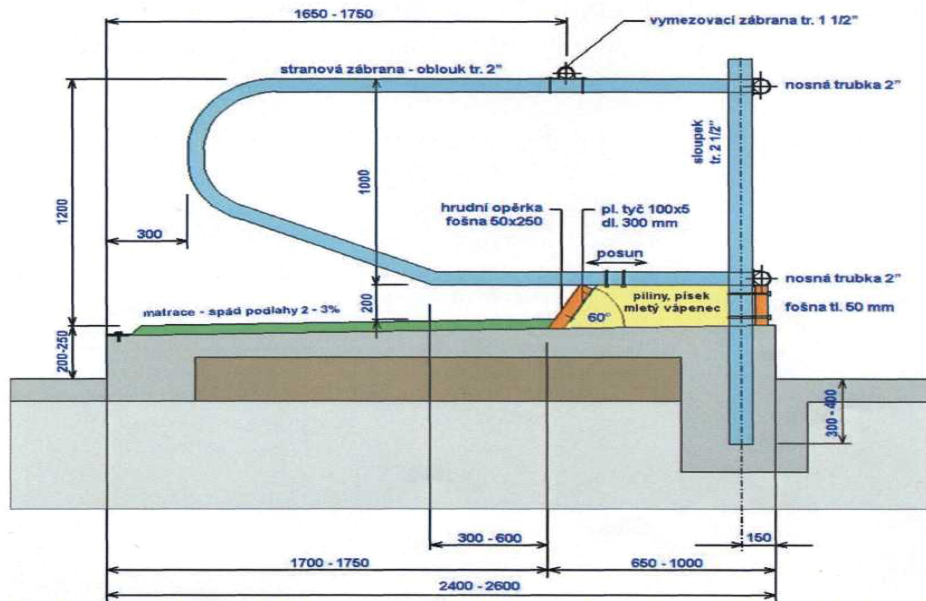 1650 - 1750
vymezovací zábrana tr. 1 1/2"
stranová zábrana - oblouk tr. 2"
nosná trubka 2"
sloupek
tr. 2 1/2"
1200
1000
300
hrudní opěrka
fošna 50x250
pl. tyč 100x5
dl. 300 mm
posun
nosná trubka 2"
200
matrace - spád podlahy 2 - 3%
60°
piliny, písek
mletý vápenec
fošna tl. 50 mm
200-250
300 - 400
300 - 600
150
1700 - 1750
650 - 1000
2400 - 2600